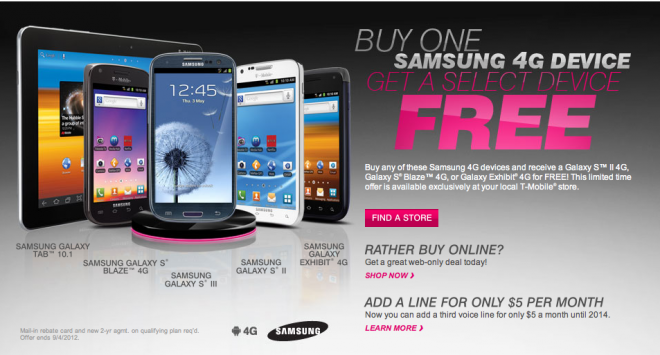 BUY ONE
SAMSUNG 4G DEVICE
GET A SELECT DEVICE
FREE
Buy any of these Samsung 4G devices and receive a Galaxy S™ II 4G,
Galaxy S® Blaze™ 4G, or Galaxy Exhibit® 4G for FREE! This limited time
offer is available exclusively at your local T-Mobile® store.
FIND A STORE
RATHER BUY ONLINE?
Get a great web-only deal today!
SHOP NOW ❯
ADD A LINE FOR ONLY $5 PER MONTH
Now you can add a third voice line for only $5 a month until 2014.
LEARN MORE ❯
T-Mobile
SAMSUNG
12:45
Thu, 3 May
SAMSUNG
SAMSUNG GALAXY
TAB™ 10.1
SAMSUNG GALAXY S®
BLAZE™ 4G
SAMSUNG
GALAXY S® III
SAMSUNG
GALAXY S® II
SAMSUNG
GALAXY
EXHIBIT® 4G
Mail-in rebate card and new 2-yr agmt. on qualifying plan req'd.
Offer ends 9/4/2012.
4G
SAMSUNG